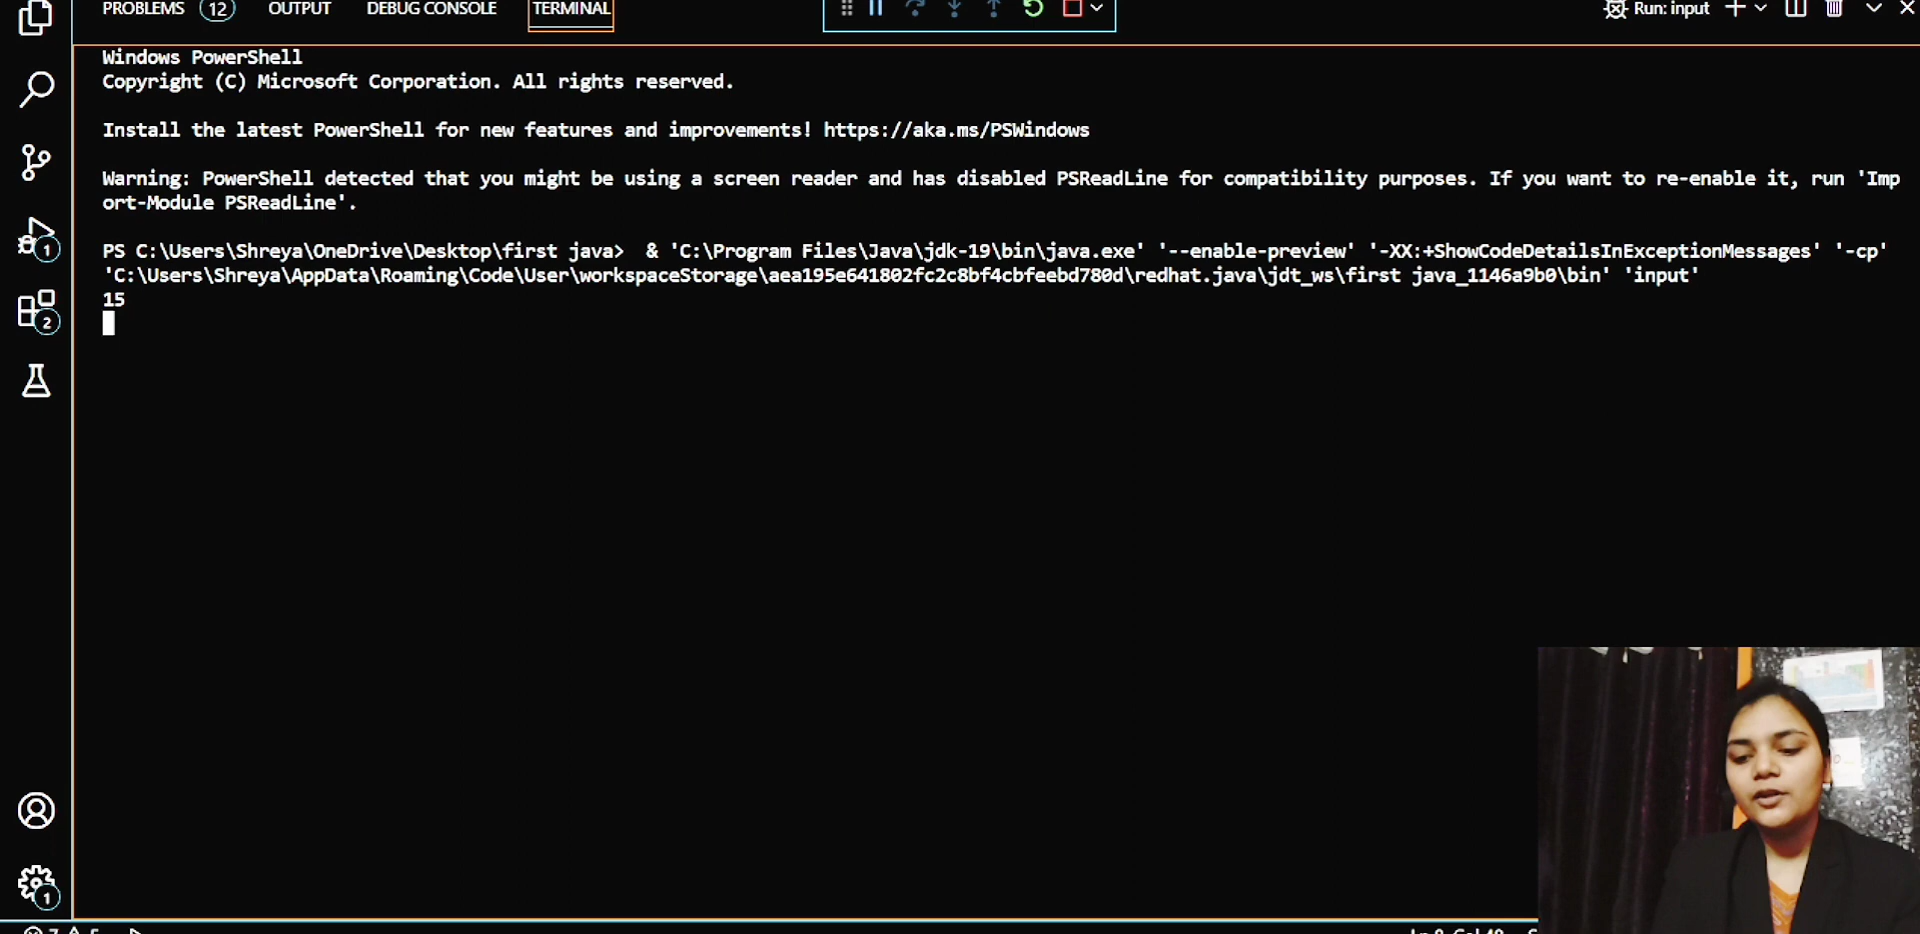 PROBLEMS 12 OUTPUT DEBUG CONSOLE TERMINAL Run: input
Windows PowerShell
Copyright (C) Microsoft Corporation. All rights reserved.
Install the latest PowerShell for new features and improvements! https://aka.ms/PSWindows
Warning: PowerShell detected that you might be using a screen reader and has disabled PSReadLine for compatibility purposes. If you want to re-enable it, run 'Imp
ort-Module PSReadLine'.
PS C:\Users\Shreya\OneDrive\Desktop\first java>  & 'C:\Program Files\Java\jdk-19\bin\java.exe' '--enable-preview' '-XX:+ShowCodeDetailsInExceptionMessages' '-cp'
'C:\Users\Shreya\AppData\Roaming\Code\User\workspaceStorage\aea195e641802fc2c8bf4cbfeebd780d\redhat.java\jdt_ws\first java_1146a9b0\bin' 'input'
15
1
2
1